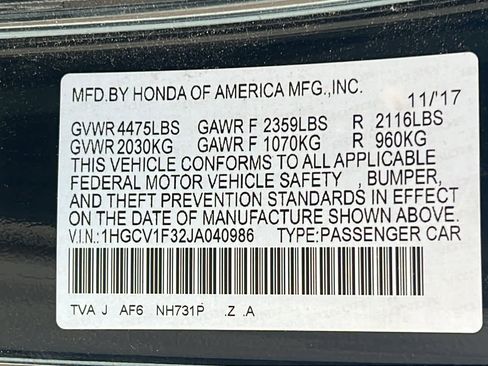 MFD.BY HONDA OF AMERICA MFG.,INC. 11/'17
GVWR 4475LBS GAWR F 2359LBS R 2116LBS
GVWR 2030KG GAWR F 1070KG R 960KG
THIS VEHICLE CONFORMS TO ALL APPLICABLE
FEDERAL MOTOR VEHICLE SAFETY , BUMPER,
AND THEFT PREVENTION STANDARDS IN EFFECT
ON THE DATE OF MANUFACTURE SHOWN ABOVE.
V.I.N.:1HGCV1F32JA040986 TYPE:PASSENGER CAR
TVA J AF6 NH731P .Z .A